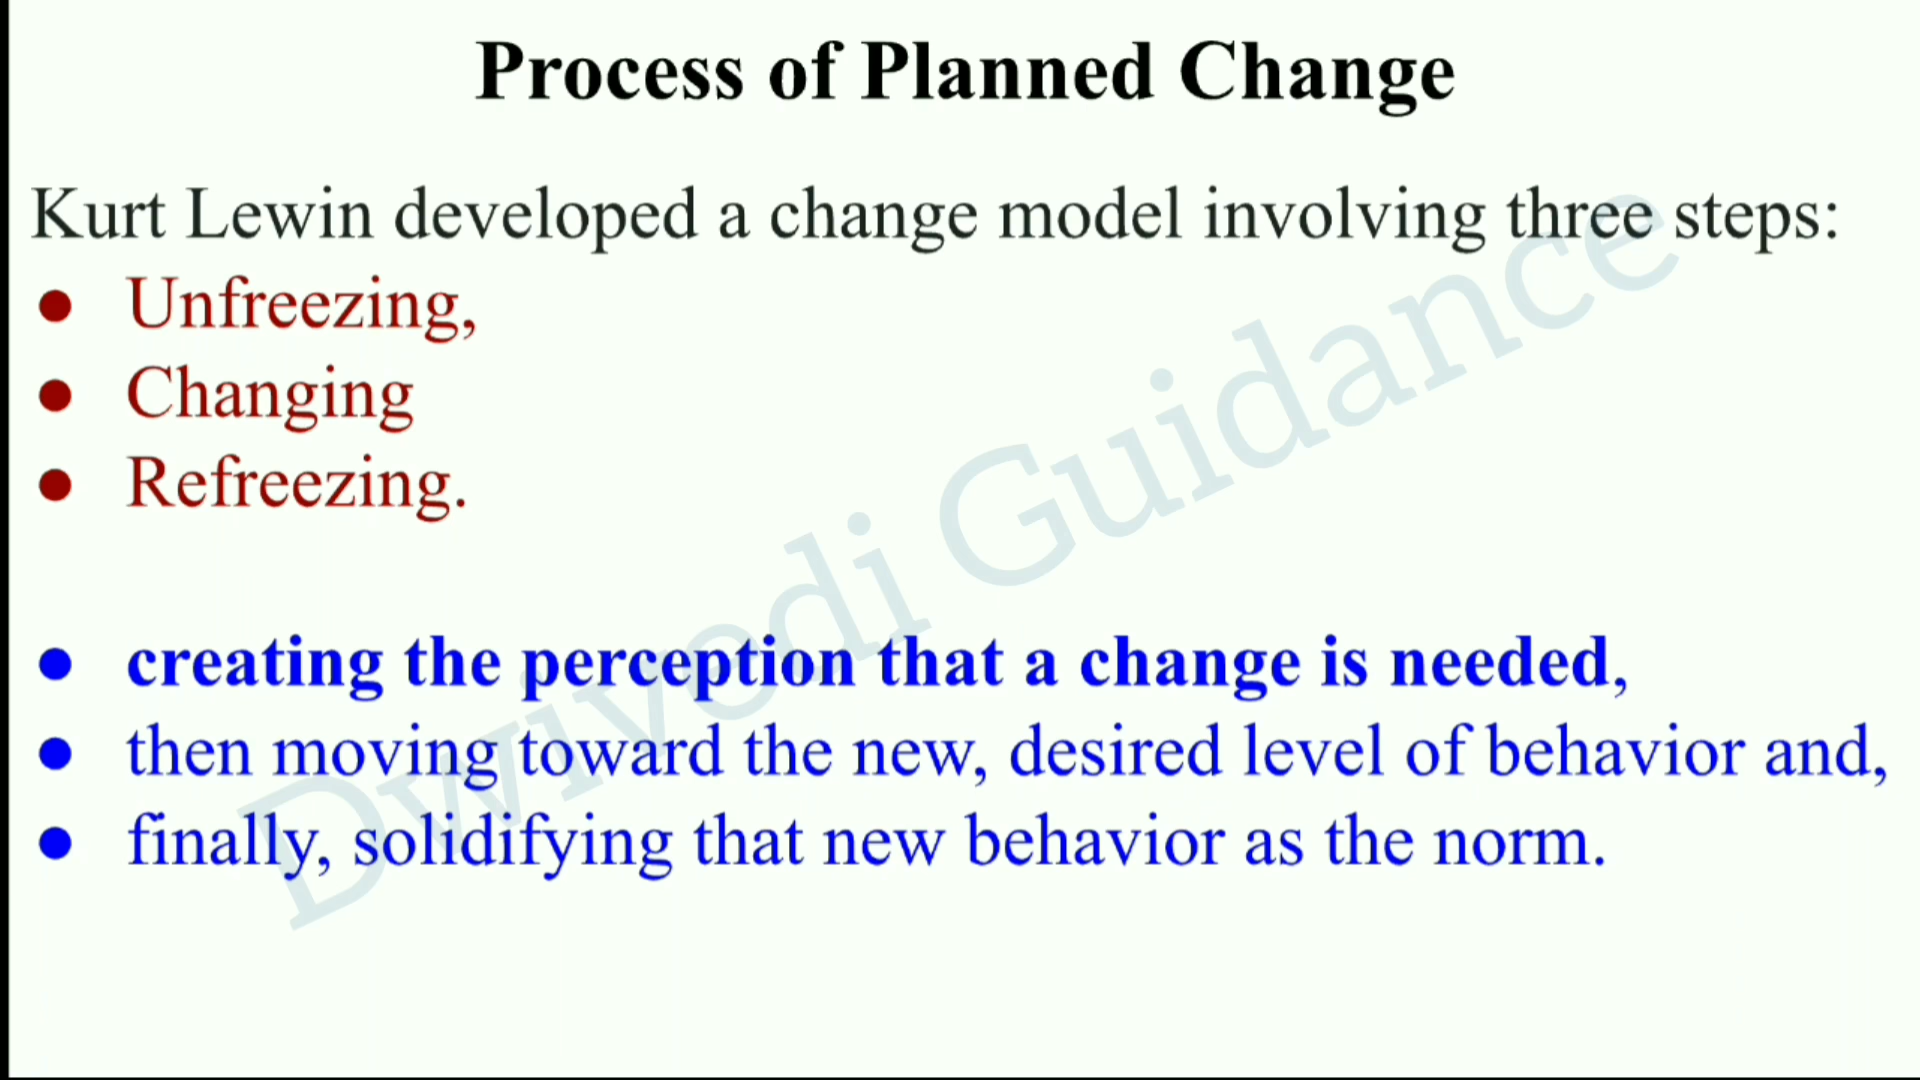 Process of Planned Change
Kurt Lewin developed a change model involving three steps:
● Unfreezing,
● Changing
● Refreezing.
● creating the perception that a change is needed,
● then moving toward the new, desired level of behavior and,
● finally, solidifying that new behavior as the norm.
Dwivedi Guidance